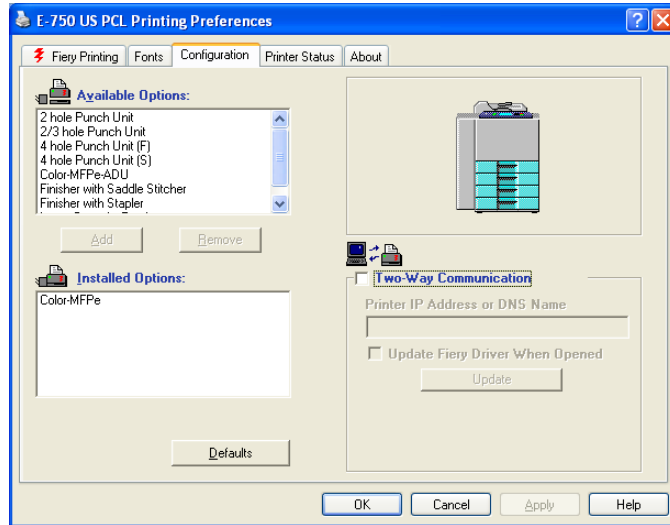 E-750 US PCL Printing Preferences
Fiery Printing Fonts Configuration Printer Status About
Available Options:
2 hole Punch Unit
2/3 hole Punch Unit
4 hole Punch Unit (F)
4 hole Punch Unit (S)
Color-MFPe-ADU
Finisher with Saddle Stitcher
Finisher with Stapler
Add Remove
Installed Options:
Color-MFPe
Defaults
Two-Way Communication
Printer IP Address or DNS Name
Update Fiery Driver When Opened
Update
OK Cancel Apply Help